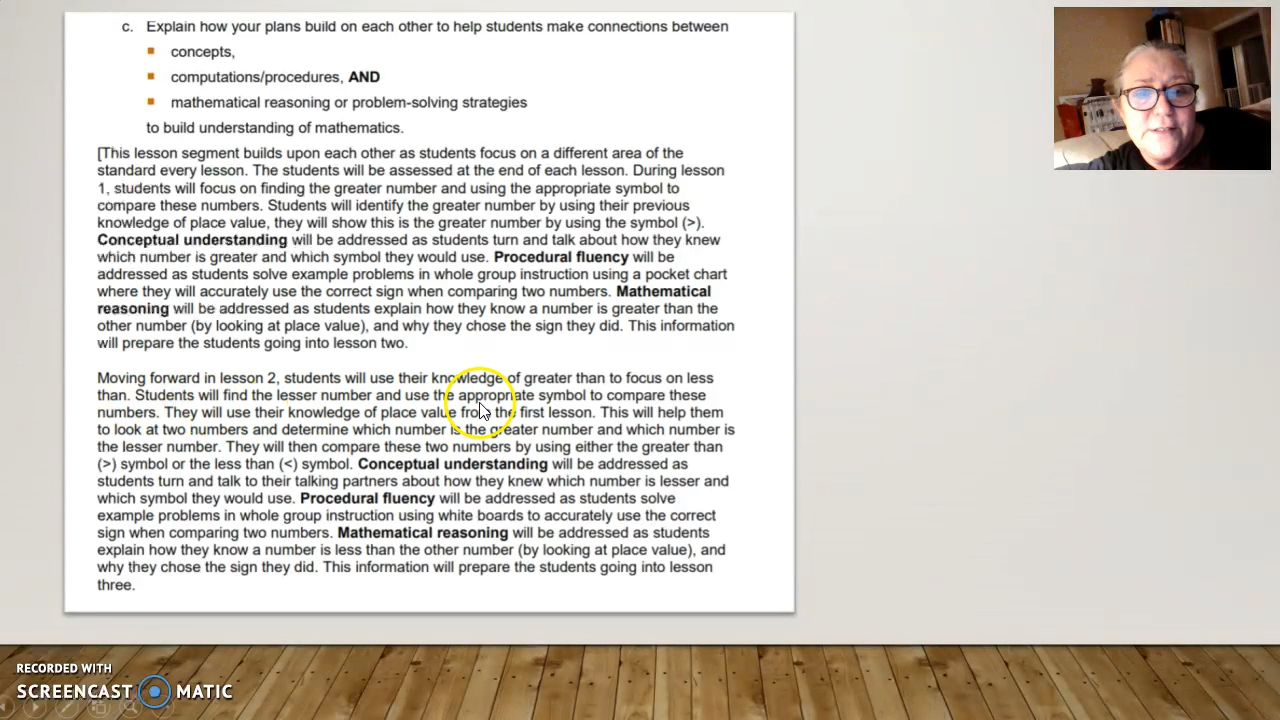 c. Explain how your plans build on each other to help students make connections between
▪ concepts,
▪ computations/procedures, AND
▪ mathematical reasoning or problem-solving strategies
to build understanding of mathematics.
[This lesson segment builds upon each other as students focus on a different area of the
standard every lesson. The students will be assessed at the end of each lesson. During lesson
1, students will focus on finding the greater number and using the appropriate symbol to
compare these numbers. Students will identify the greater number by using their previous
knowledge of place value, they will show this is the greater number by using the symbol (>).
Conceptual understanding will be addressed as students turn and talk about how they knew
which number is greater and which symbol they would use. Procedural fluency will be
addressed as students solve example problems in whole group instruction using a pocket chart
where they will accurately use the correct sign when comparing two numbers. Mathematical
reasoning will be addressed as students explain how they know a number is greater than the
other number (by looking at place value), and why they chose the sign they did. This information
will prepare the students going into lesson two.
Moving forward in lesson 2, students will use their knowledge of greater than to focus on less
than. Students will find the lesser number and use the appropriate symbol to compare these
numbers. They will use their knowledge of place value from the first lesson. This will help them
to look at two numbers and determine which number is the greater number and which number is
the lesser number. They will then compare these two numbers by using either the greater than
(>) symbol or the less than (<) symbol. Conceptual understanding will be addressed as
students turn and talk to their talking partners about how they knew which number is lesser and
which symbol they would use. Procedural fluency will be addressed as students solve
example problems in whole group instruction using white boards to accurately use the correct
sign when comparing two numbers. Mathematical reasoning will be addressed as students
explain how they know a number is less than the other number (by looking at place value), and
why they chose the sign they did. This information will prepare the students going into lesson
three.
RECORDED WITH
SCREENCAST MATIC